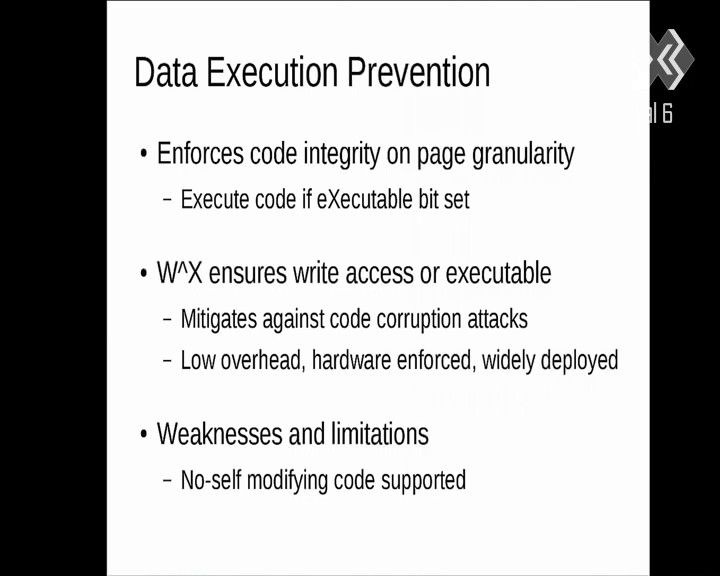 Data Execution Prevention
• Enforces code integrity on page granularity
– Execute code if eXecutable bit set
• W^X ensures write access or executable
– Mitigates against code corruption attacks
– Low overhead, hardware enforced, widely deployed
• Weaknesses and limitations
– No-self modifying code supported
al 6